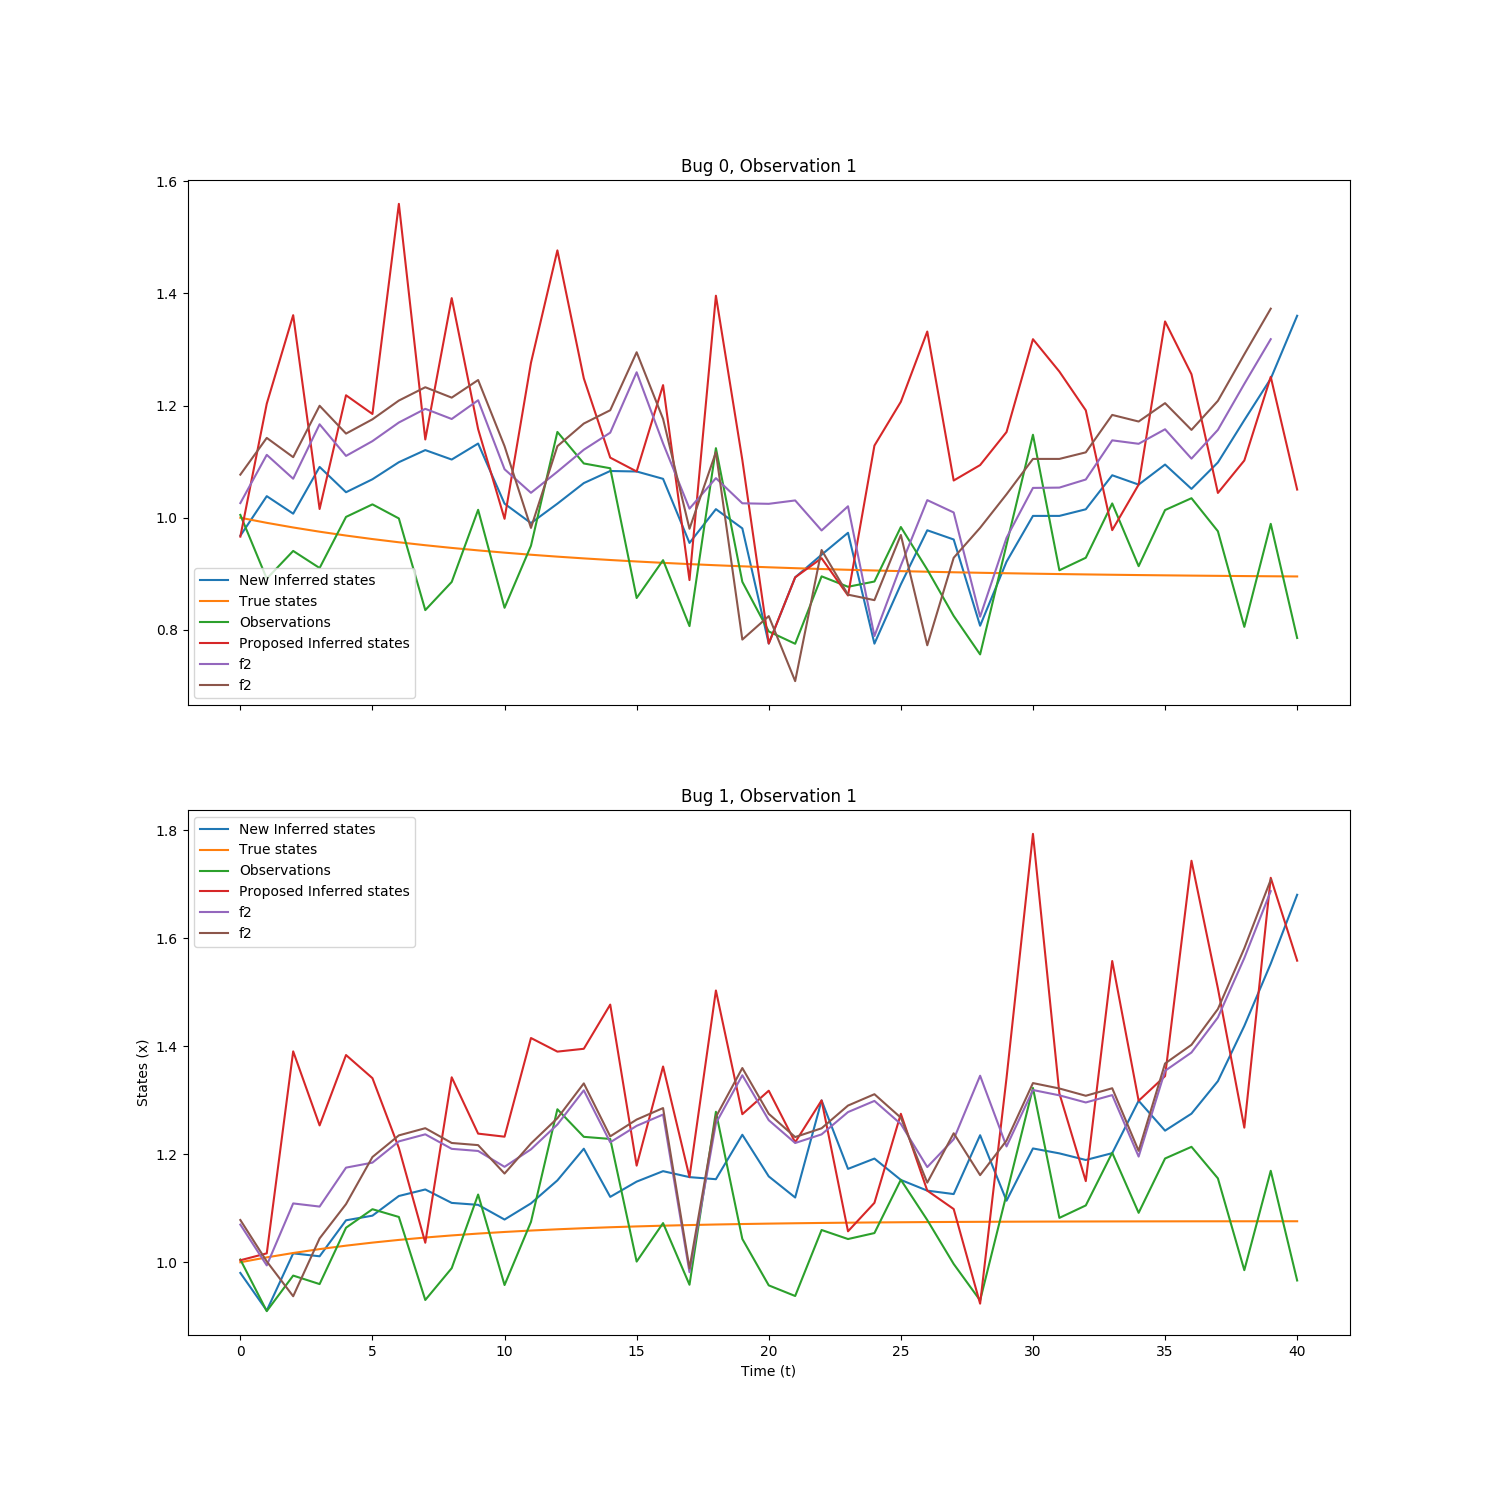 Bug 0, Observation 1
1.6
1.4
1.2
1.0
0.8
New Inferred states
True states
Observations
Proposed Inferred states
f2
f2
Bug 1, Observation 1
1.8
1.6
1.4
1.2
1.0
States (x)
New Inferred states
True states
Observations
Proposed Inferred states
f2
f2
0 5 10 15 20 25 30 35 40
Time (t)